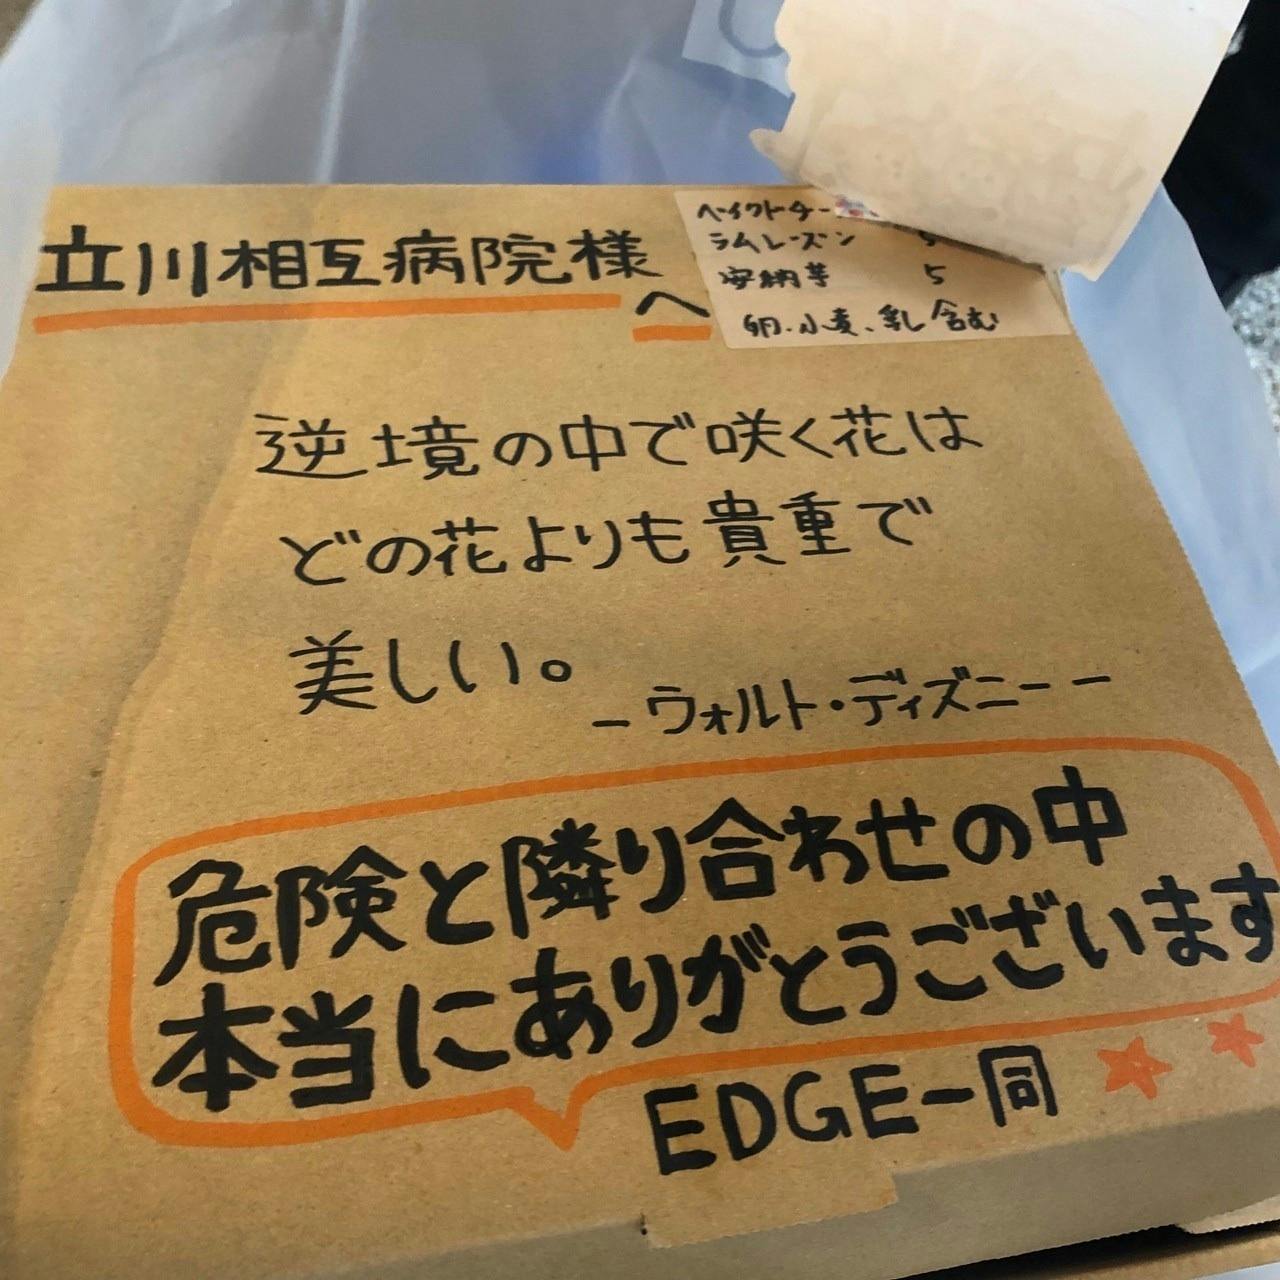 立川相互病院様
へ
ベイクドチー
ラムレーズン 5
安納芋 5
卵、小麦、乳含む
逆境の中で咲く花は
どの花よりも貴重で
美しい。
－ウォルト・ディズニー－
危険と隣り合わせの中
本当にありがとうございます
EDGE一同